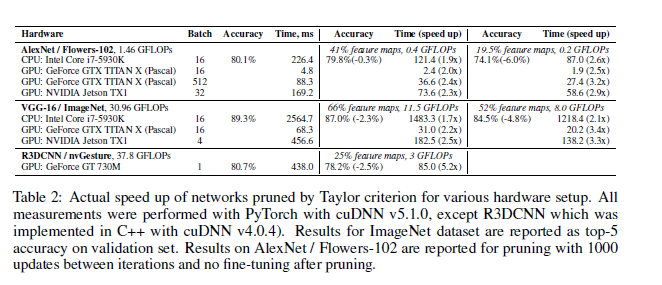 Hardware Batch Accuracy Time, ms Accuracy Time (speed up) Accuracy Time (speed up)
AlexNet / Flowers-102, 1.46 GFLOPs 41% feature maps, 0.4 GFLOPs 19.5% feature maps, 0.2 GFLOPs
CPU: Intel Core i7-5930K 16 80.1% 226.4 79.8%(-0.3%) 121.4 (1.9x) 74.1%(-6.0%) 87.0 (2.6x)
GPU: GeForce GTX TITAN X (Pascal) 16 4.8 2.4 (2.0x) 1.9 (2.5x)
GPU: GeForce GTX TITAN X (Pascal) 512 88.3 36.6 (2.4x) 27.4 (3.2x)
GPU: NVIDIA Jetson TX1 32 169.2 73.6 (2.3x) 58.6 (2.9x)
VGG-16 / ImageNet, 30.96 GFLOPs 66% feature maps, 11.5 GFLOPs 52% feature maps, 8.0 GFLOPs
CPU: Intel Core i7-5930K 16 89.3% 2564.7 87.0% (-2.3%) 1483.3 (1.7x) 84.5% (-4.8%) 1218.4 (2.1x)
GPU: GeForce GTX TITAN X (Pascal) 16 68.3 31.0 (2.2x) 20.2 (3.4x)
GPU: NVIDIA Jetson TX1 4 456.6 182.5 (2.5x) 138.2 (3.3x)
R3DCNN / nvGesture, 37.8 GFLOPs 25% feature maps, 3 GFLOPs
GPU: GeForce GT 730M 1 80.7% 438.0 78.2% (-2.5%) 85.0 (5.2x)
Table 2: Actual speed up of networks pruned by Taylor criterion for various hardware setup. All
measurements were performed with PyTorch with cuDNN v5.1.0, except R3DCNN which was
implemented in C++ with cuDNN v4.0.4). Results for ImageNet dataset are reported as top-5
accuracy on validation set. Results on AlexNet / Flowers-102 are reported for pruning with 1000
updates between iterations and no fine-tuning after pruning.